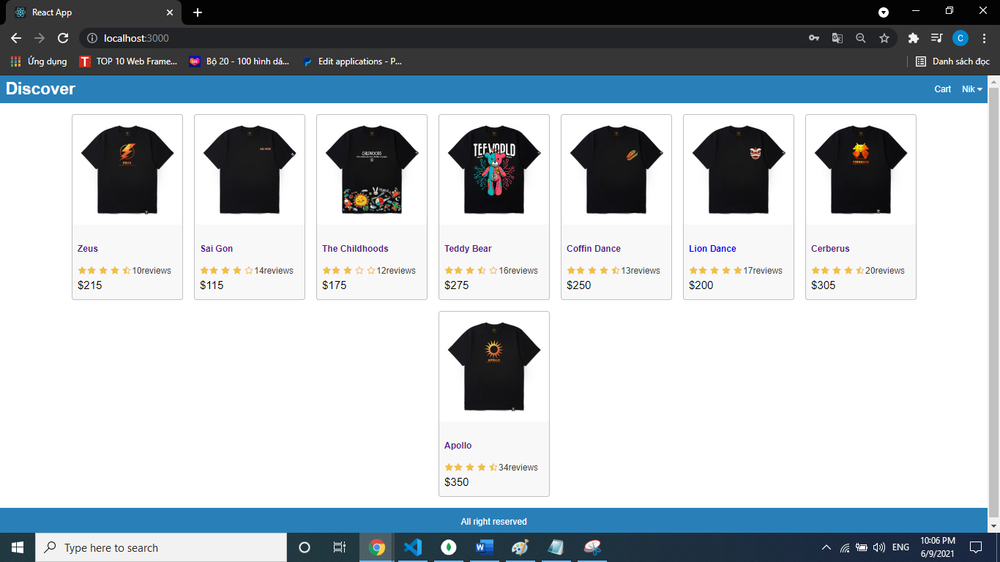 React App
localhost:3000
Ứng dụng
TOP 10 Web Frame...
Bộ 20 - 100 hình dá...
Edit applications - P...
Danh sách đọc
C
Discover
Cart
Nik
ZEUS
SAI-GON
CHILDHOODS
TEEWORLD
CERBERUS
Zeus
Sai Gon
The Childhoods
Teddy Bear
Coffin Dance
Lion Dance
Cerberus
10reviews
14reviews
12reviews
16reviews
13reviews
17reviews
20reviews
$215
$115
$175
$275
$250
$200
$305
APOLLO
Apollo
34reviews
$350
All right reserved
Type here to search
ENG
10:06 PM
6/9/2021